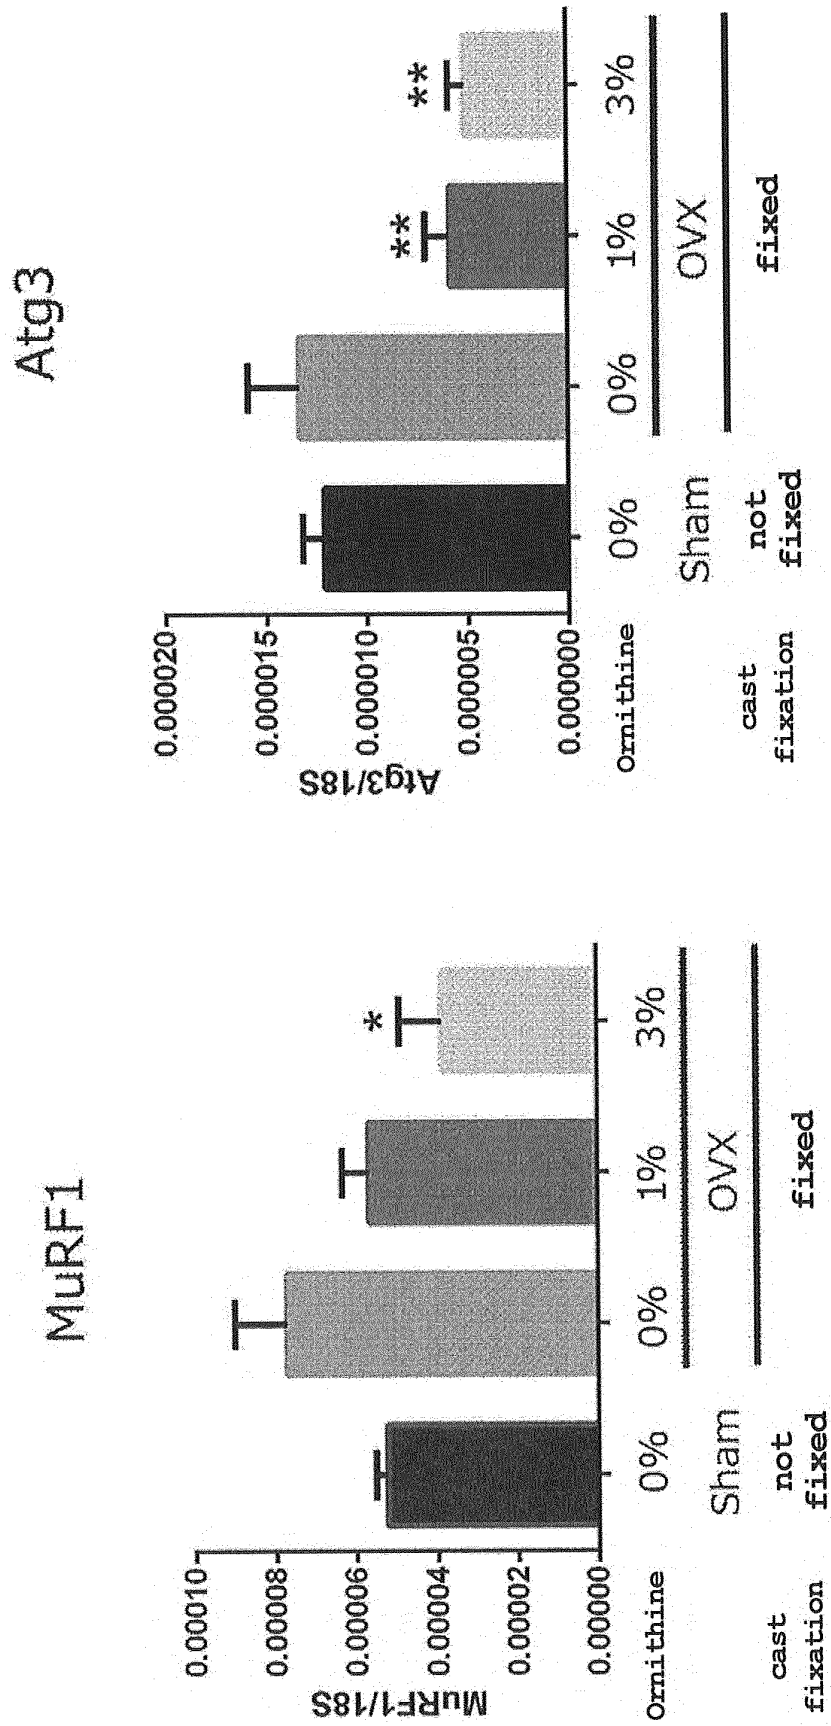 MuRF1
MuRF1/18S
0.00010
0.00008
0.00006
0.00004
0.00002
0.00000
Ornithine 0% 0% 1% 3%
Sham OVX
cast
fixation
not
fixed
fixed
Atg3
Atg3/18S
0.000020
0.000015
0.000010
0.000005
0.000000
**
**
*
Ornithine 0% 0% 1% 3%
Sham OVX
cast
fixation
not
fixed
fixed